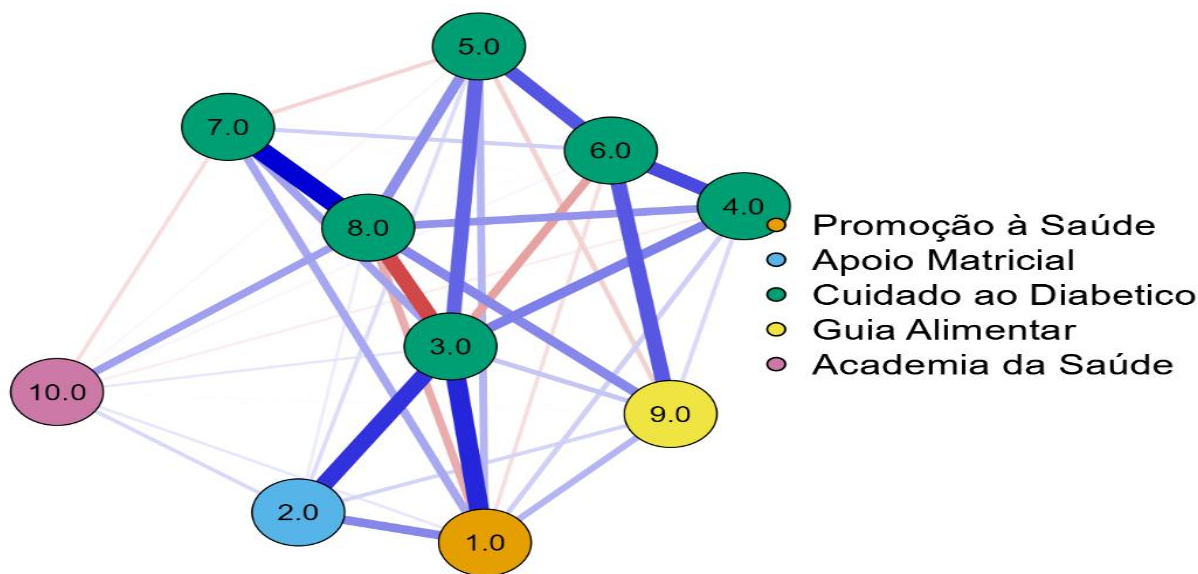 5.0
7.0
6.0
4.0
8.0
3.0
10.0
9.0
2.0
1.0
Promoção à Saúde
Apoio Matricial
Cuidado ao Diabetico
Guia Alimentar
Academia da Saúde